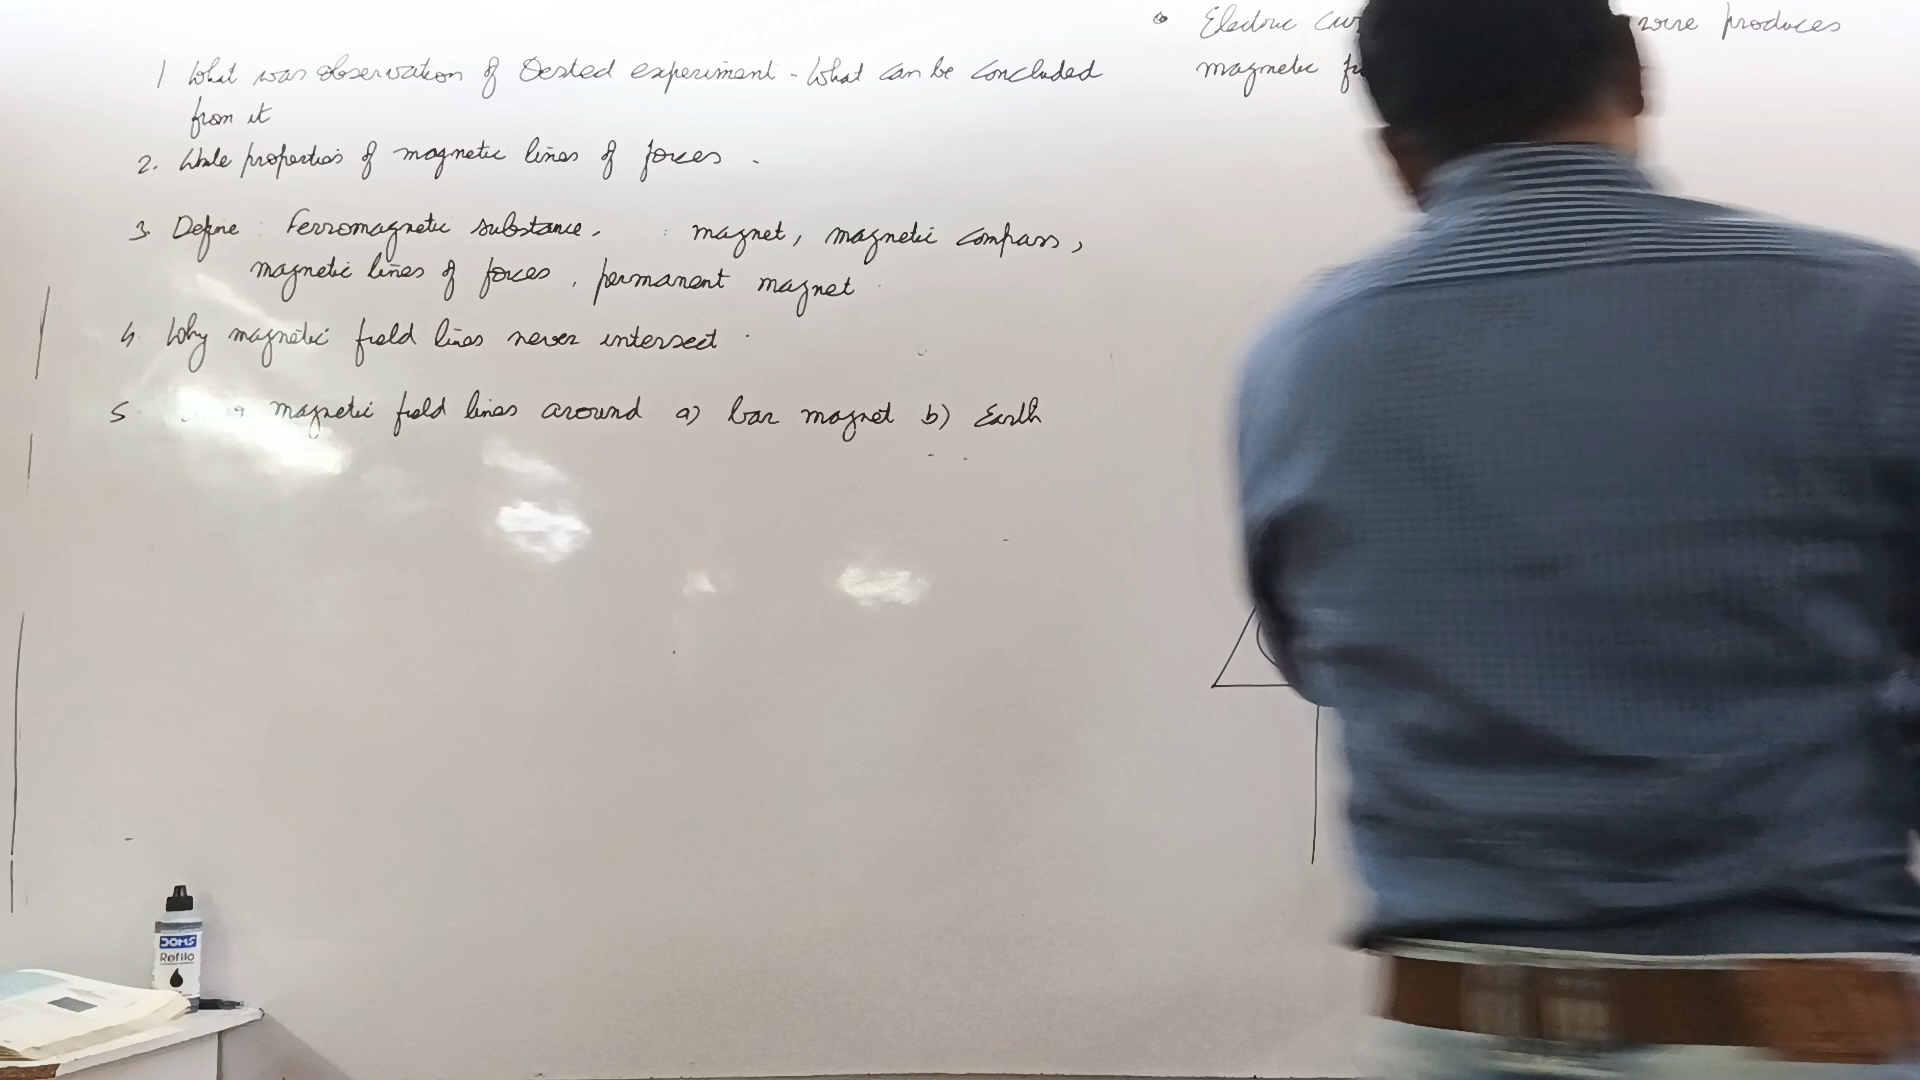 1 What was observation of Oersted experiment - What can be concluded
from it
2. Write properties of magnetic lines of forces .
3. Define : Ferromagnetic substance, : magnet, magnetic compass,
magnetic lines of forces , permanent magnet
4. Why magnetic field lines never intersect .
5. magnetic field lines around a) bar magnet b) Earth
• Electric wire produces
magnetic
DOMS
Refilo